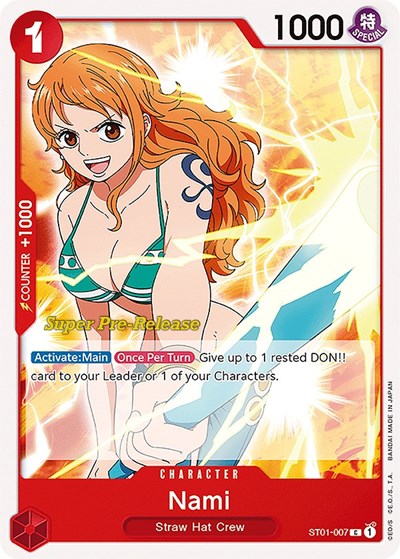 1
1000
特
SPECIAL
COUNTER +1000
Super Pre-Release
Activate:Main Once Per Turn Give up to 1 rested DON!!
card to your Leader or 1 of your Characters.
CHARACTER
Nami
Straw Hat Crew
ST01-007 C 1
©E.O./S. ©E.O./S., T.A. BANDAI MADE IN JAPAN